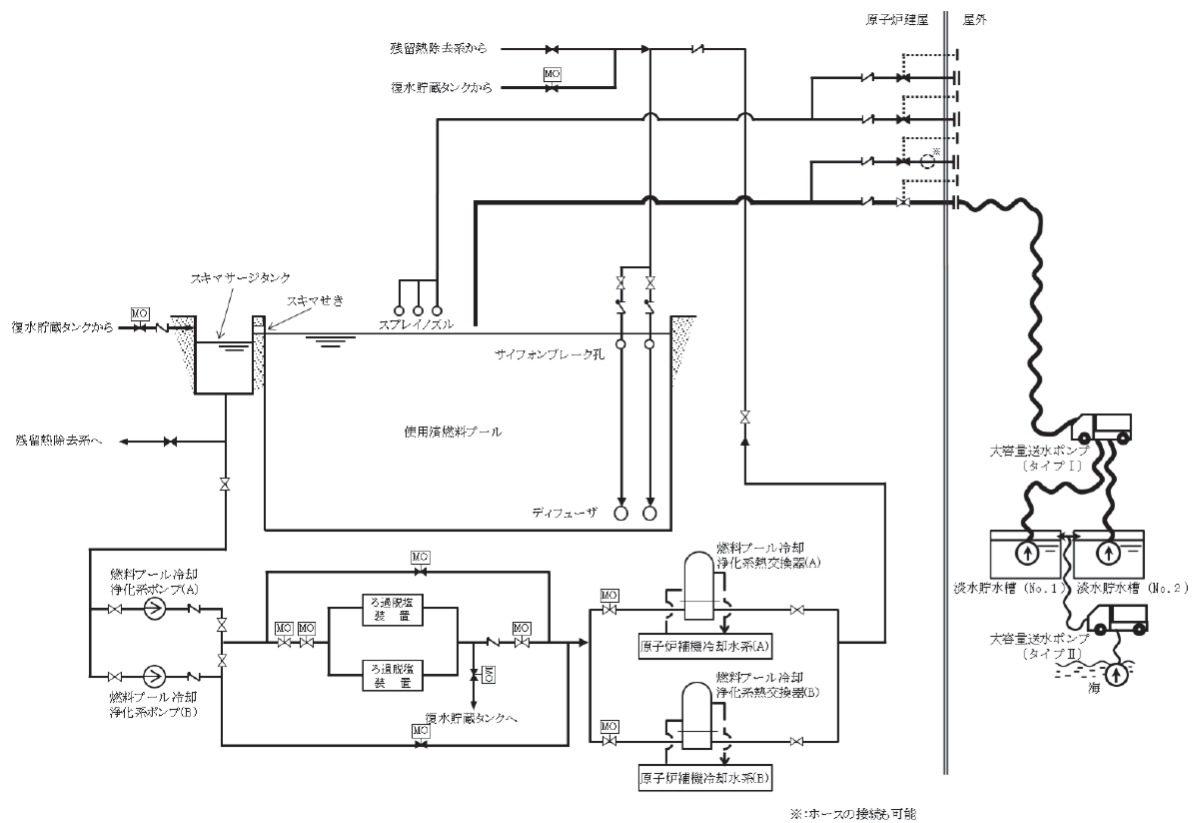 原子炉建屋
屋外
残留熱除去系から
MO
復水貯蔵タンクから
※
スキマサージタンク
スキマせき
MO
復水貯蔵タンクから
スプレイノズル
サイフォンブレーク孔
使用済燃料プール
残留熱除去系へ
ディフューザ
大容量送水ポンプ
(タイプⅠ)
淡水貯水槽 (No.1)
淡水貯水槽 (No.2)
大容量送水ポンプ
(タイプⅡ)
海
燃料プール冷却
浄化系ポンプ(A)
燃料プール冷却
浄化系ポンプ(B)
MO
MO
MO
ろ過脱塩
装 置
ろ過脱塩
装 置
MO
MO
復水貯蔵タンクへ
MO
燃料プール冷却
浄化系熱交換器(A)
MO
原子炉補機冷却水系(A)
燃料プール冷却
浄化系熱交換器(B)
MO
原子炉補機冷却水系(B)
※:ホースの接続も可能